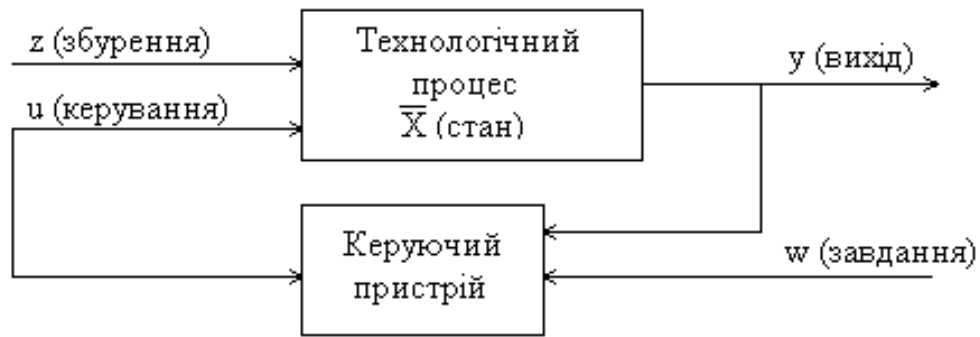 z (збурення)
Технологічний
процес
X̅ (стан)
y (вихід)
u (керування)
Керуючий
пристрій
w (завдання)